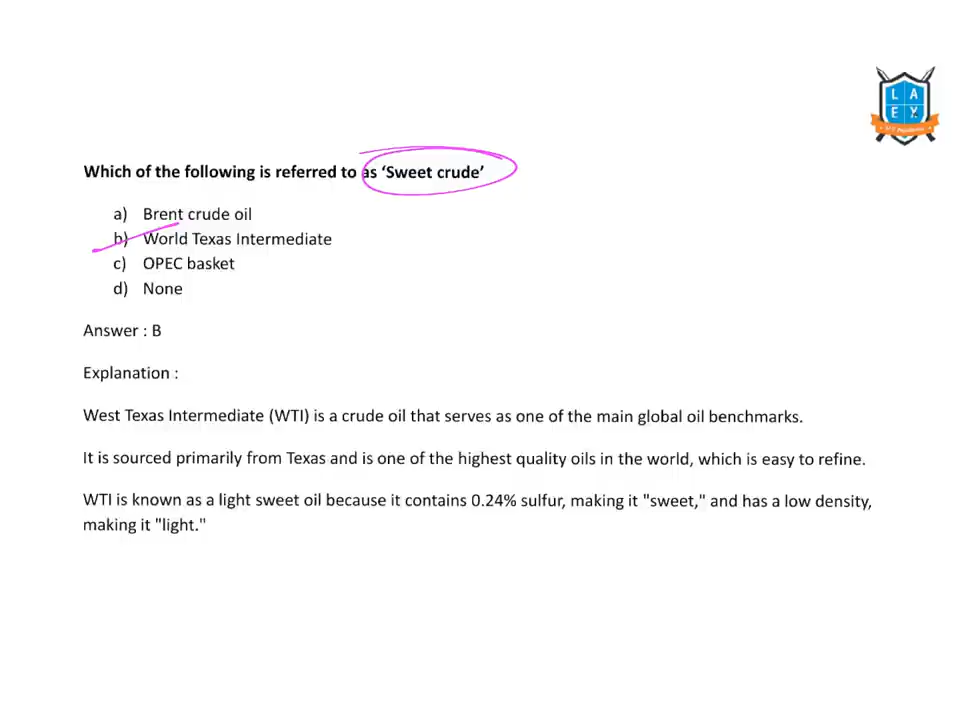 L A
E X
Which of the following is referred to as ‘Sweet crude’
a) Brent crude oil
b) World Texas Intermediate
c) OPEC basket
d) None
Answer : B
Explanation :
West Texas Intermediate (WTI) is a crude oil that serves as one of the main global oil benchmarks.
It is sourced primarily from Texas and is one of the highest quality oils in the world, which is easy to refine.
WTI is known as a light sweet oil because it contains 0.24% sulfur, making it "sweet," and has a low density,
making it "light."